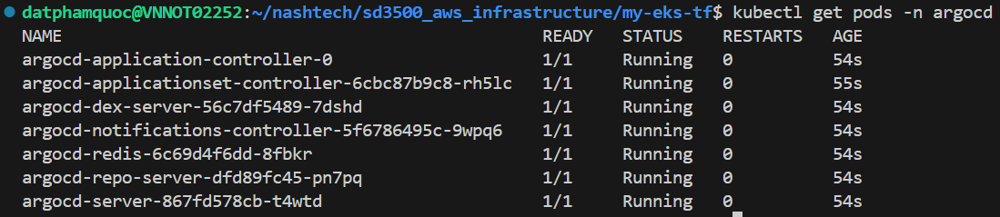 datphamquoc@VNNOT02252:~/nashtech/sd3500_aws_infrastructure/my-eks-tf$ kubectl get pods -n argocd
NAME READY STATUS RESTARTS AGE
argocd-application-controller-0 1/1 Running 0 54s
argocd-applicationset-controller-6cbc87b9c8-rh5lc 1/1 Running 0 55s
argocd-dex-server-56c7df5489-7dshd 1/1 Running 0 54s
argocd-notifications-controller-5f6786495c-9wpq6 1/1 Running 0 54s
argocd-redis-6c69d4f6dd-8fbkr 1/1 Running 0 54s
argocd-repo-server-dfd89fc45-pn7pq 1/1 Running 0 54s
argocd-server-867fd578cb-t4wtd 1/1 Running 0 54s